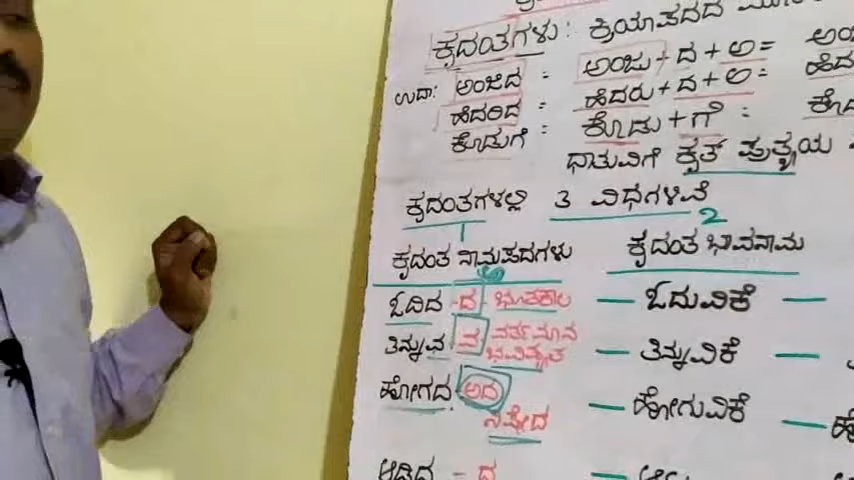 ಕೃದಂತಗಳು : ಕ್ರಿಯಾಪದದ
ಉದಾ: ಅಂಜಿದ = ಅಂಜು + ದ + ಅ =
ಹೆದರಿದ = ಹೆದರು + ದ + ಅ =
ಕೊಡುಗೆ : ಕೊಡು + ಗೆ :
ಧಾತುವಿಗೆ ಕೃತ್ ಪ್ರತ್ಯಯ
ಕೃದಂತಗಳಲ್ಲಿ 3 ವಿಧಗಳಿವೆ
1 2
ಕೃದಂತ ನಾಮಪದಗಳು ಕೃದಂತ ಭಾವನಾಮ
ಓದಿದ - ದ ಭೂತಕಾಲ — ಓದುವಿಕೆ —
ತಿನ್ನುವ - ವ ವರ್ತಮಾನ ಭವಿಷ್ಯತ್ — ತಿನ್ನುವಿಕೆ —
ಹೋಗದ ಅದ — ಹೋಗುವಿಕೆ —
ನಿಷೇದ
ಆಡಿದ - ದ —